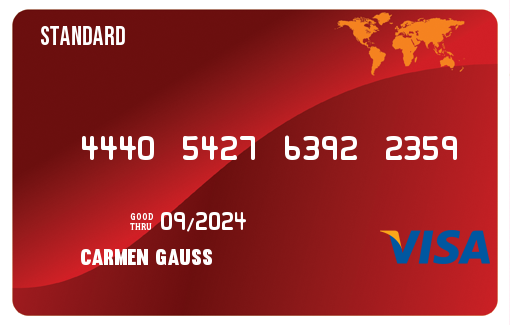 STANDARD
4440 5427 6392 2359
GOOD THRU 09/2024
CARMEN GAUSS
VISA